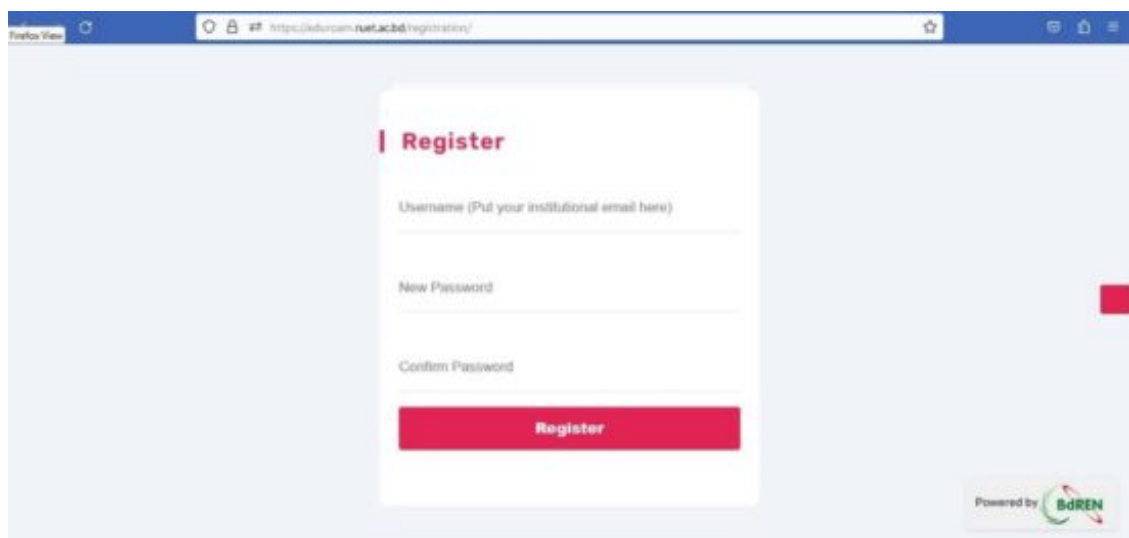 Firefox View
https://eduroam.ruet.ac.bd/registration/
Register
Username (Put your institutional email here)
New Password
Confirm Password
Register
Powered by BdREN